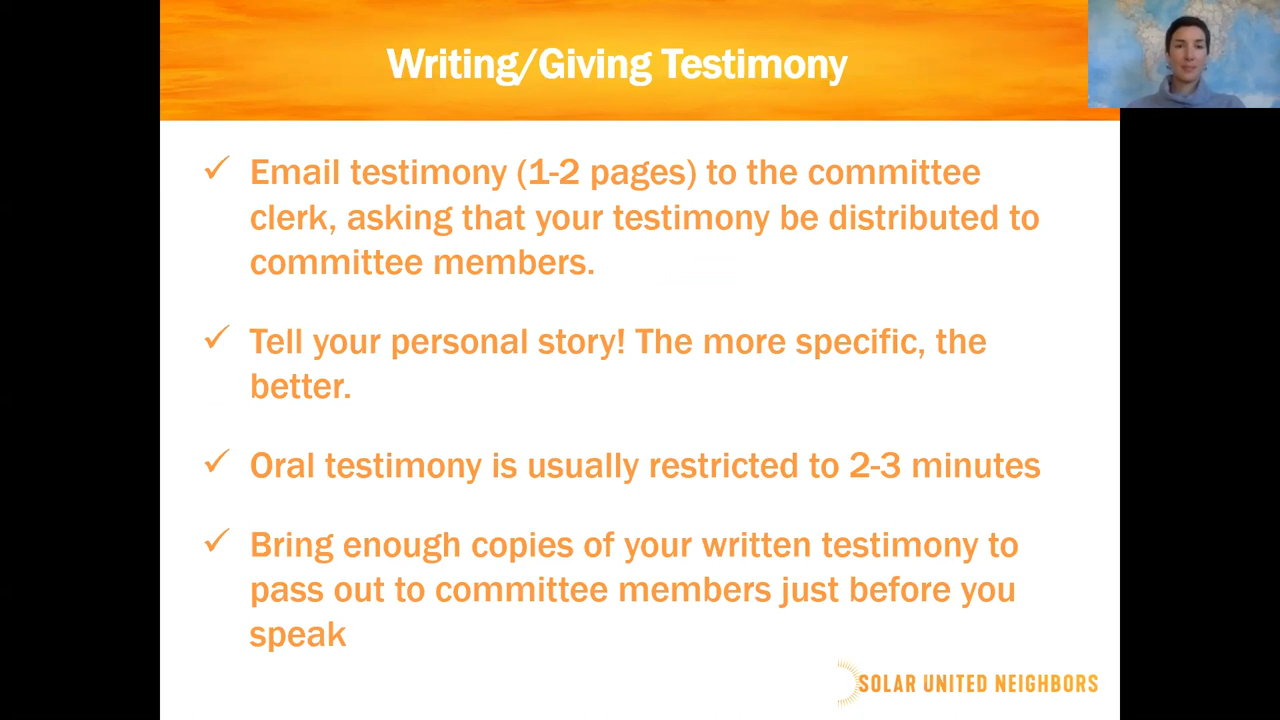 Writing/Giving Testimony
Email testimony (1-2 pages) to the committee
clerk, asking that your testimony be distributed to
committee members.
Tell your personal story! The more specific, the
better.
Oral testimony is usually restricted to 2-3 minutes
Bring enough copies of your written testimony to
pass out to committee members just before you
speak
SOLAR UNITED NEIGHBORS